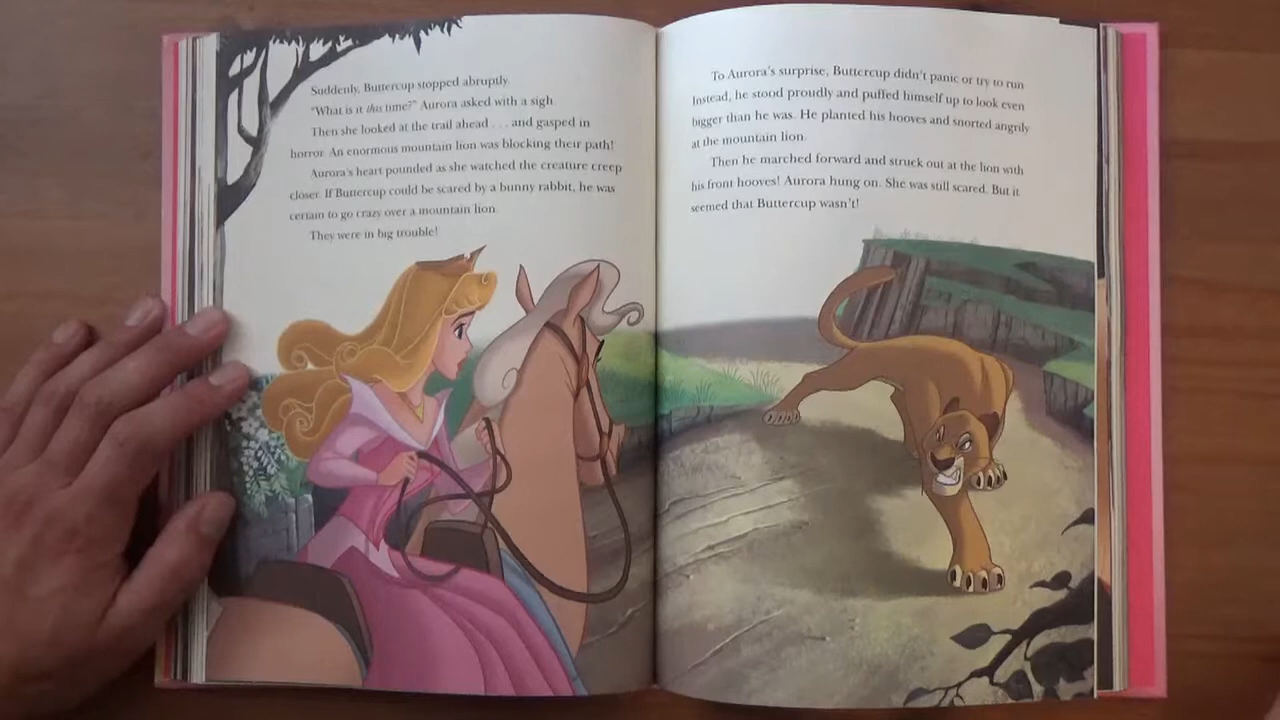 Suddenly, Buttercup stopped abruptly.
"What is it this time?" Aurora asked with a sigh.
Then she looked at the trail ahead . . . and gasped in
horror. An enormous mountain lion was blocking their path!
Aurora's heart pounded as she watched the creature creep
closer. If Buttercup could be scared by a bunny rabbit, he was
certain to go crazy over a mountain lion.
They were in big trouble!
To Aurora's surprise, Buttercup didn't panic or try to run
Instead, he stood proudly and puffed himself up to look even
bigger than he was. He planted his hooves and snorted angrily
at the mountain lion.
Then he marched forward and struck out at the lion with
his front hooves! Aurora hung on. She was still scared. But it
seemed that Buttercup wasn't!